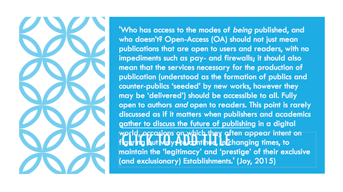 'Who has access to the modes of being published, and
who doesn't? Open-Access (OA) should not just mean
publications that are open to users and readers, with no
impediments such as pay- and firewalls; it should also
mean that the services necessary for the production of
publication (understood as the formation of publics and
counter-publics 'seeded' by new works, however they
may be 'delivered') should be accessible to all. Fully
open to authors and open to readers. This point is rarely
discussed as if it matters when publishers and academics
gather to discuss the future of publishing in a digital
world, occasion on which they often appear intent on
changing times, to
CLICK TO ADD TITLE
maintain the 'legitimacy' and 'prestige' of their exclusive
(and exclusionary) Establishments.' (Joy, 2015)